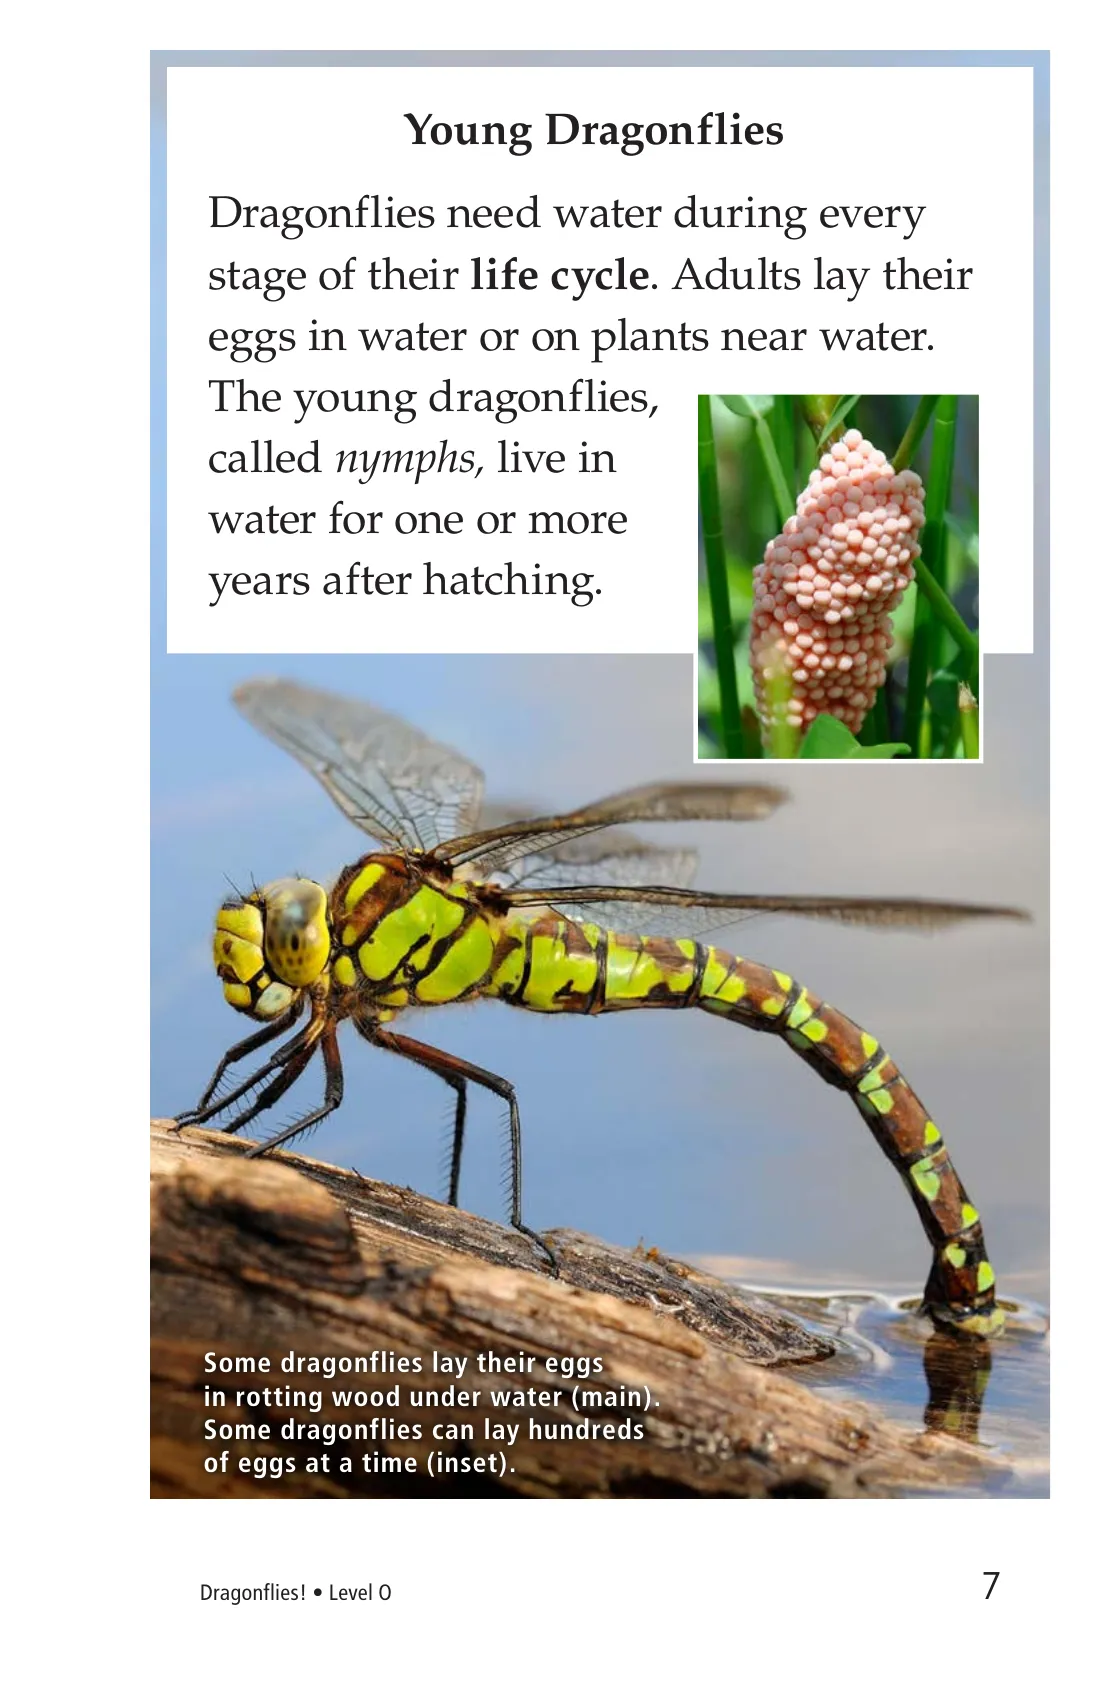 Young Dragonflies
Dragonflies need water during every
stage of their life cycle. Adults lay their
eggs in water or on plants near water.
The young dragonflies,
called nymphs, live in
water for one or more
years after hatching.
Some dragonflies lay their eggs
in rotting wood under water (main).
Some dragonflies can lay hundreds
of eggs at a time (inset).
Dragonflies! • Level O
7